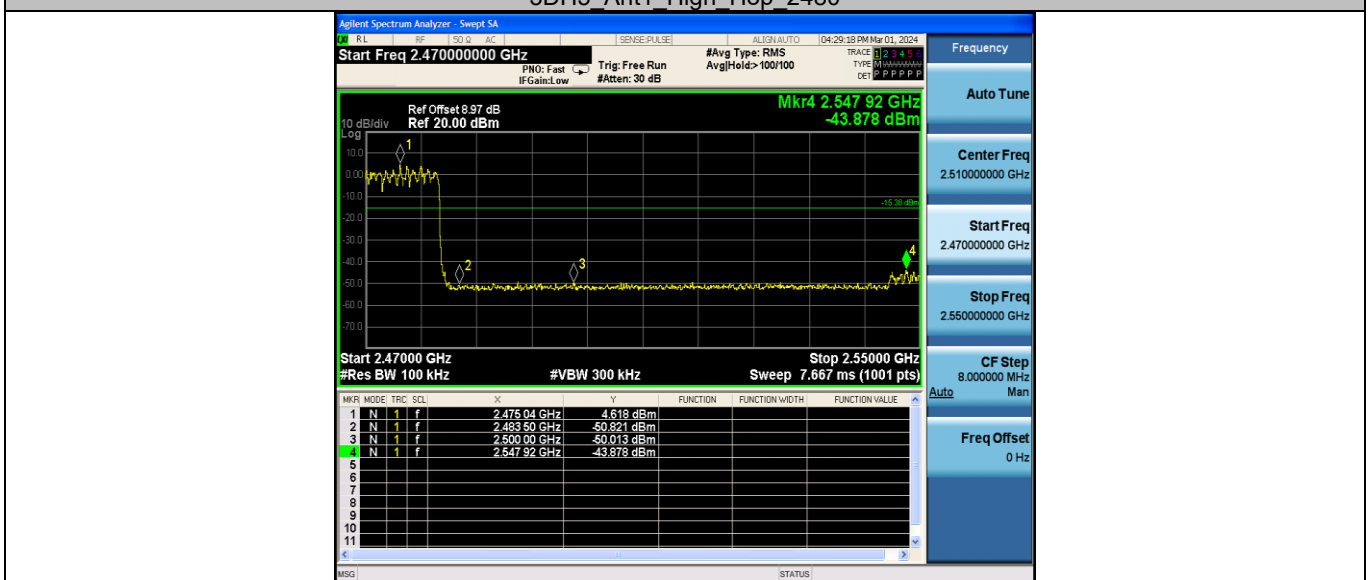 3DH5_Ant1_High_Hop_2480
Agilent Spectrum Analyzer - Swept SA
RL RF 50 Ω AC SENSE:PULSE ALIGNAUTO 04:29:18 PM Mar 01, 2024
Start Freq 2.470000000 GHz
PNO: Fast
IFGain:Low
Trig: Free Run
#Atten: 30 dB
#Avg Type: RMS
Avg|Hold:> 100/100
TRACE 1 2 3 4 5 6
TYPE M
DET P P P P P P
Ref Offset 8.97 dB
Ref 20.00 dBm
10 dB/div
Log
Mkr4 2.547 92 GHz
-43.878 dBm
10.0
0.00
-10.0
-20.0
-30.0
-40.0
-50.0
-60.0
-70.0
1
2
3
4
-15.38 dBm
Start 2.47000 GHz
Stop 2.55000 GHz
#Res BW 100 kHz #VBW 300 kHz Sweep 7.667 ms (1001 pts)
MKR MODE TRC SCL X Y FUNCTION FUNCTION WIDTH FUNCTION VALUE
1 N 1 f 2.475 04 GHz 4.618 dBm
2 N 1 f 2.483 50 GHz -50.821 dBm
3 N 1 f 2.500 00 GHz -50.013 dBm
4 N 1 f 2.547 92 GHz -43.878 dBm
5
6
7
8
9
10
11
MSG STATUS
Frequency
Auto Tune
Center Freq
2.510000000 GHz
Start Freq
2.470000000 GHz
Stop Freq
2.550000000 GHz
CF Step
8.000000 MHz
Auto Man
Freq Offset
0 Hz